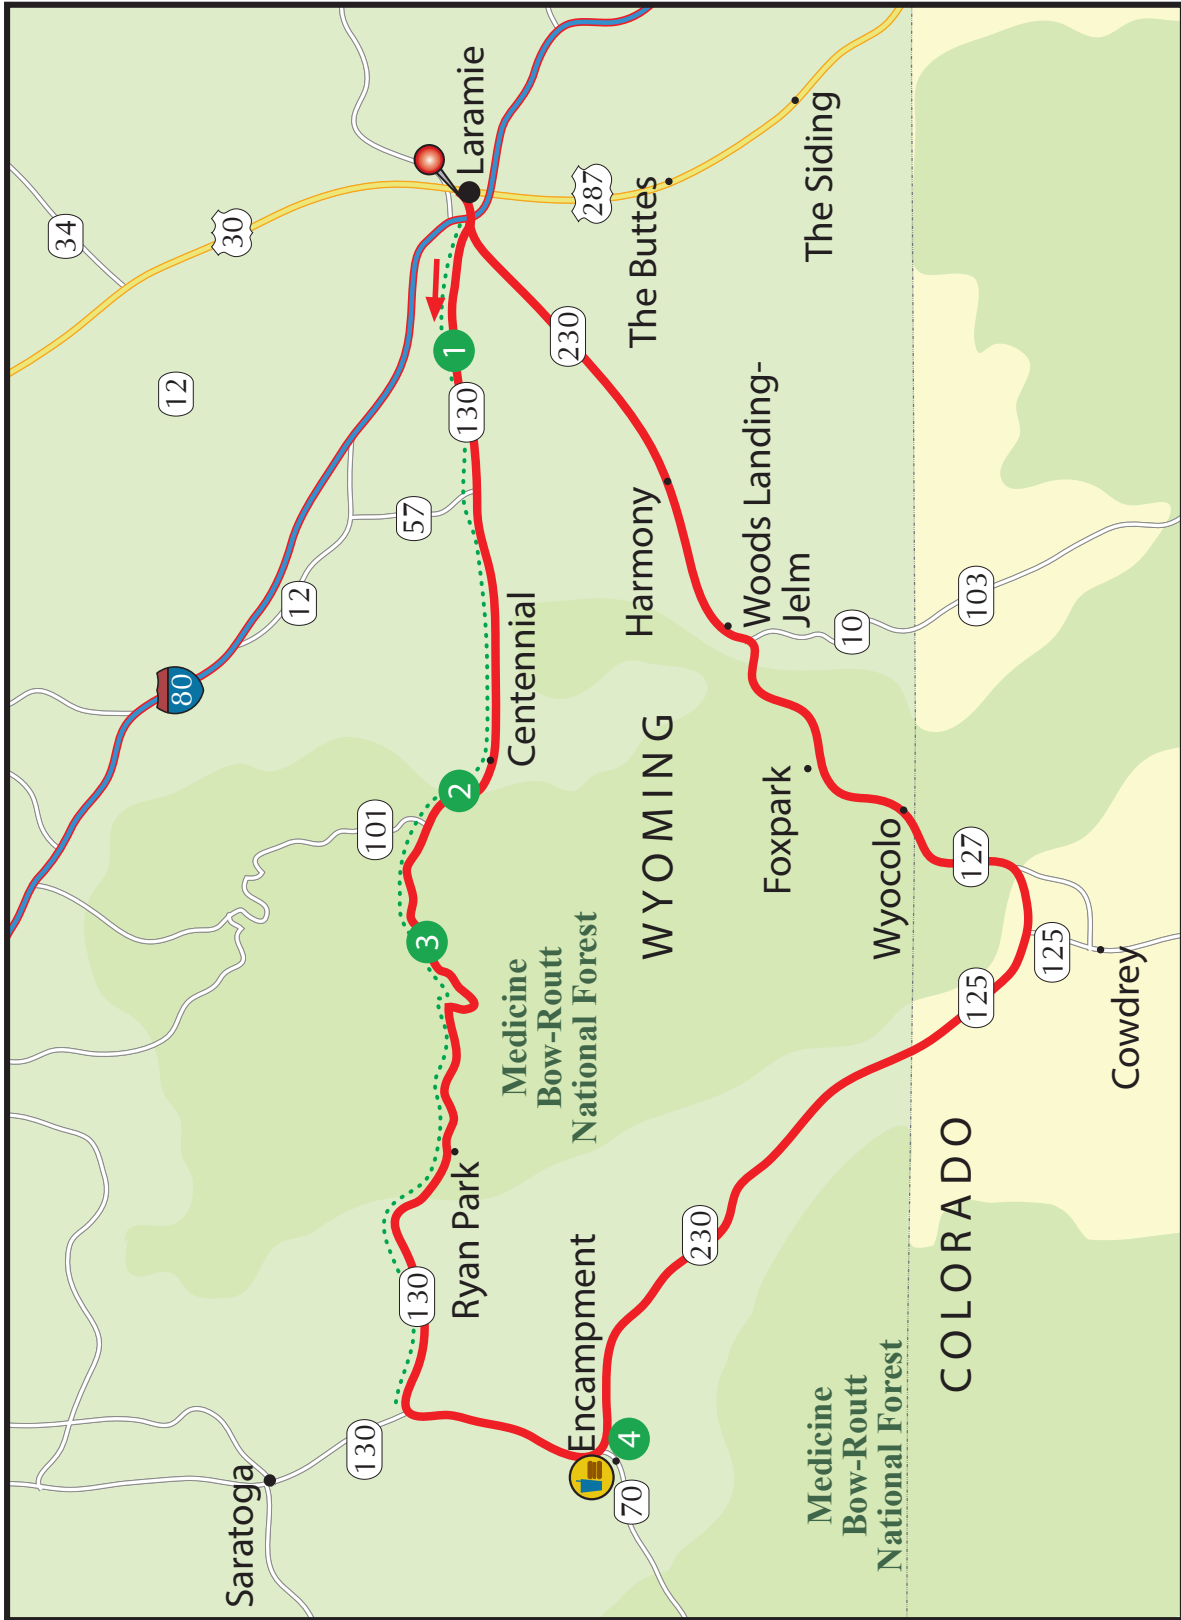 34
80
12
30
Saratoga
12
130
101
57
130
3
1
2
130
Ryan Park
Laramie
Centennial
Medicine
Bow-Routt
National Forest
230
Encampment
287
4
70
Harmony
The Buttes
WYOMING
230
Woods Landing-
Jelm
Foxpark
The Siding
Medicine
Bow-Routt
National Forest
10
Wyocolo
COLORADO
125
127
103
125
Cowdrey